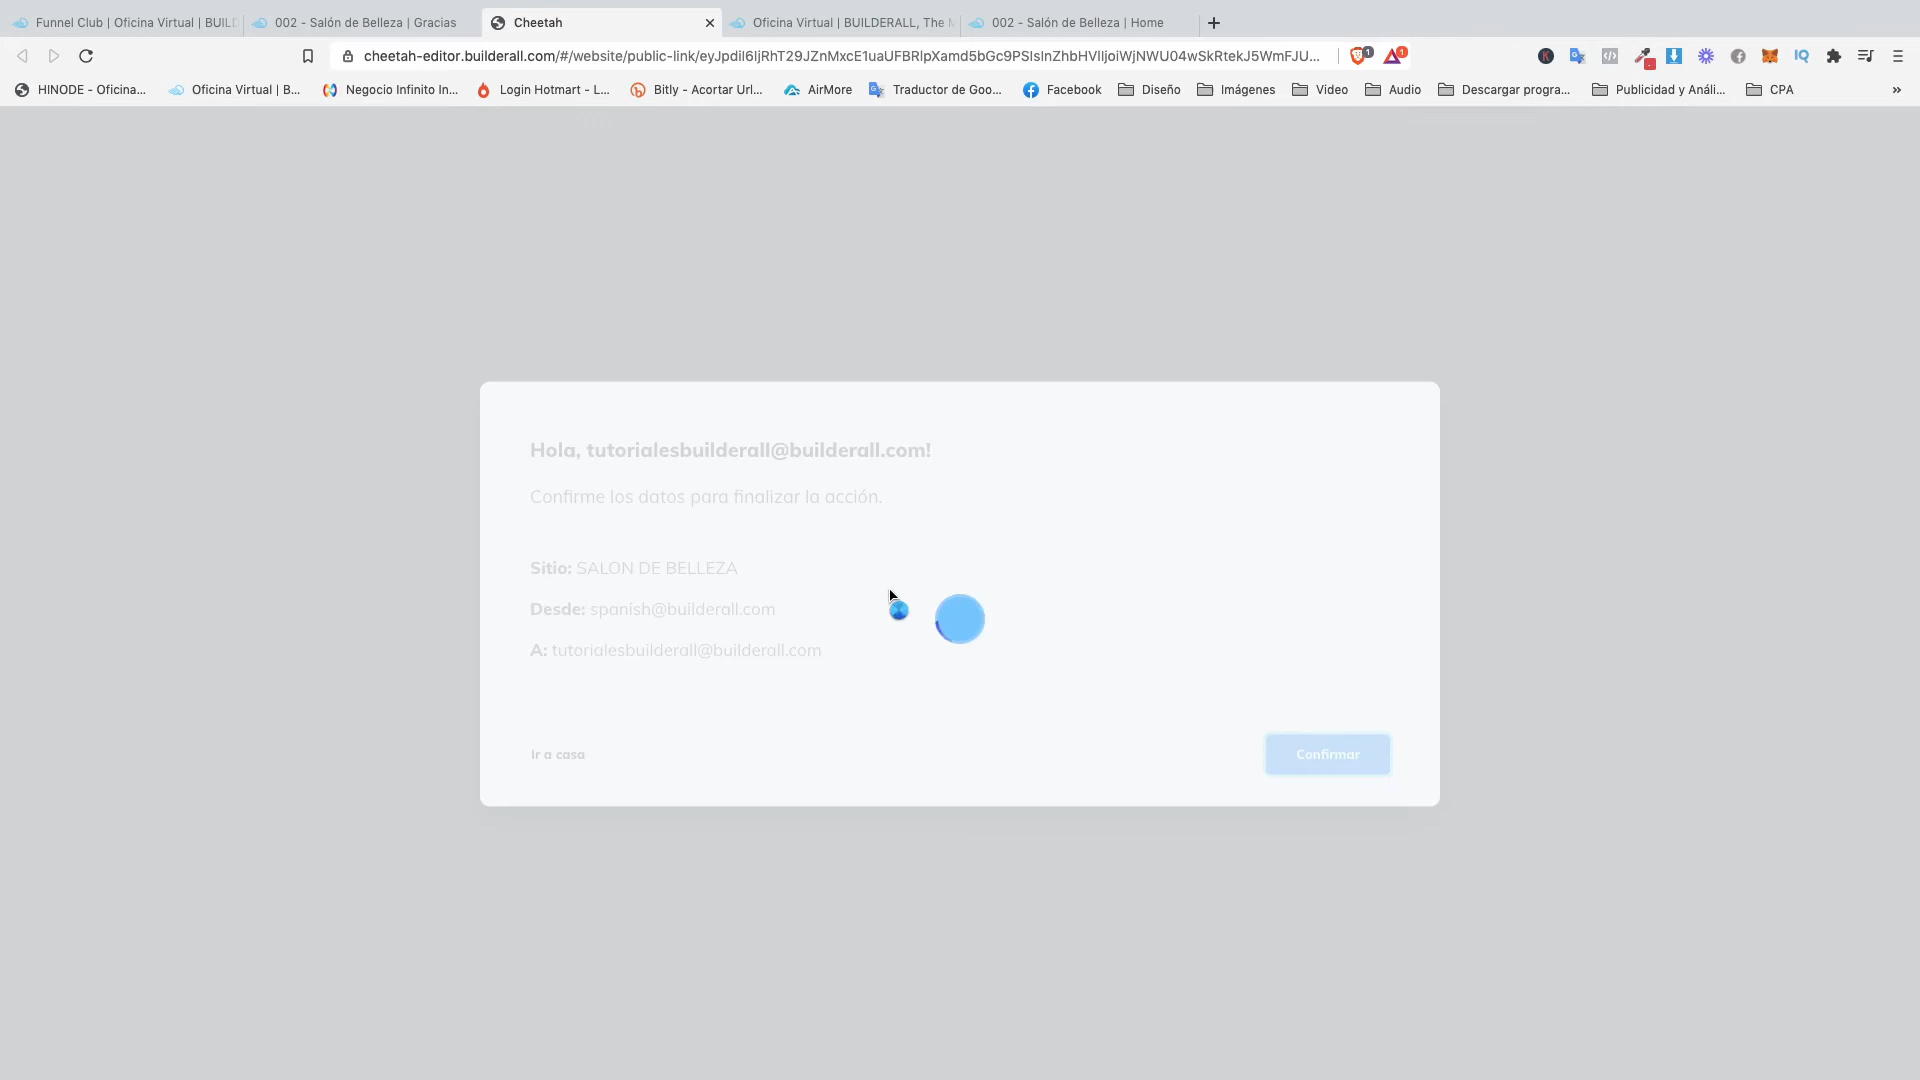 Funnel Club | Oficina Virtual | BUILD
002 - Salón de Belleza | Gracias
Cheetah
Oficina Virtual | BUILDERALL, The M
002 - Salón de Belleza | Home
cheetah-editor.builderall.com/#/website/public-link/eyJpdiI6IjRhT29JZnMxcE1uaUFBRlpXamd5bGc9PSIsInZhbHVlIjoiWjNWU04wSkRtekJ5WmFJU...
1
1
HINODE - Oficina...
Oficina Virtual | B...
Negocio Infinito In...
Login Hotmart - L...
Bitly - Acortar Url...
AirMore
Traductor de Goo...
Facebook
Diseño
Imágenes
Video
Audio
Descargar progra...
Publicidad y Análi...
CPA
»
Hola, tutorialesbuilderall@builderall.com!
Confirme los datos para finalizar la acción.
Sitio: SALON DE BELLEZA
Desde: spanish@builderall.com
A: tutorialesbuilderall@builderall.com
Ir a casa
Confirmar